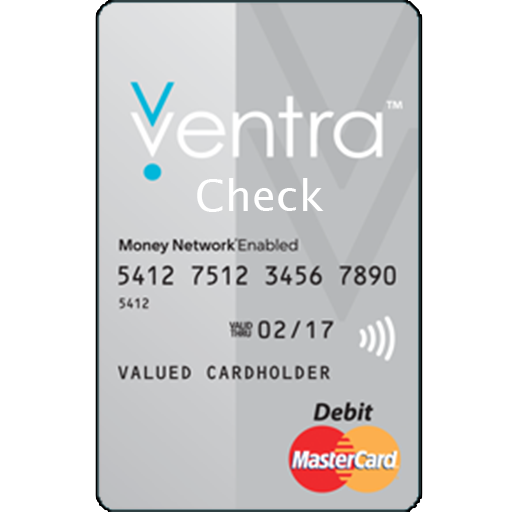 Ventra™
Check
Money Network®Enabled
5412 7512 3456 7890
5412
VALID THRU 02/17
VALUED CARDHOLDER
Debit
MasterCard